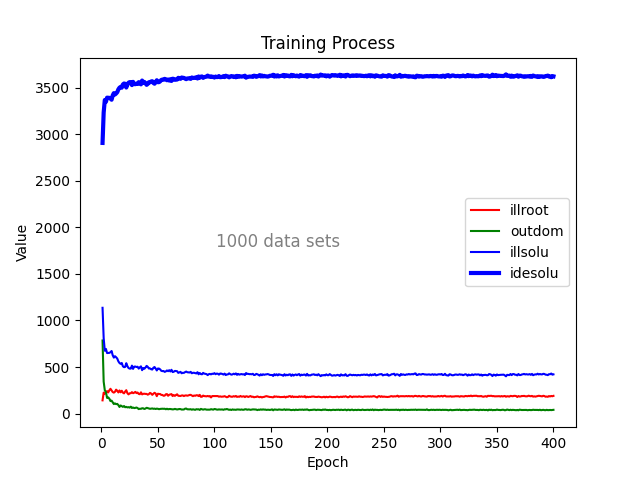 Training Process
Value
3500
3000
2500
2000
1500
1000
500
0
1000 data sets
illroot
outdom
illsolu
idesolu
0 50 100 150 200 250 300 350 400
Epoch